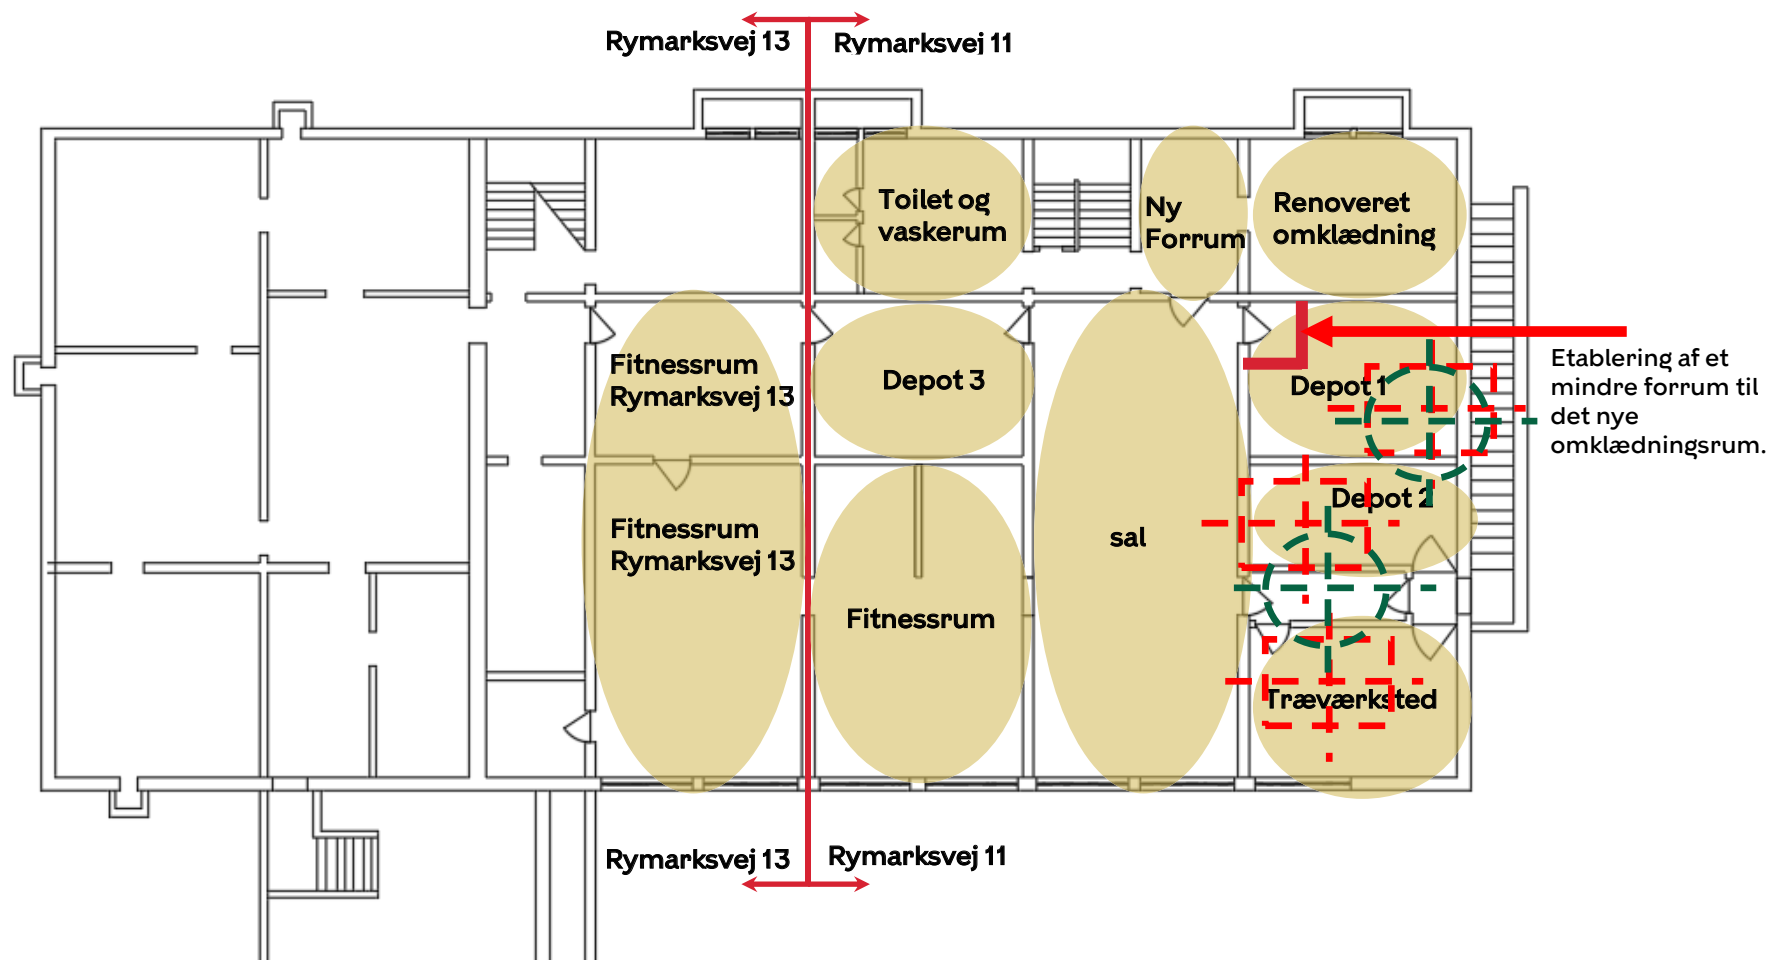 Rymarksvej 13
Rymarksvej 11
Toilet og
vaskerum
Ny
Forrum
Renoveret
omklædning
Fitnessrum
Rymarksvej 13
Depot 3
Depot 1
Etablering af et
mindre forrum til
det nye
omklædningsrum.
Fitnessrum
Rymarksvej 13
Depot 2
sal
Fitnessrum
Træværksted
Rymarksvej 13
Rymarksvej 11